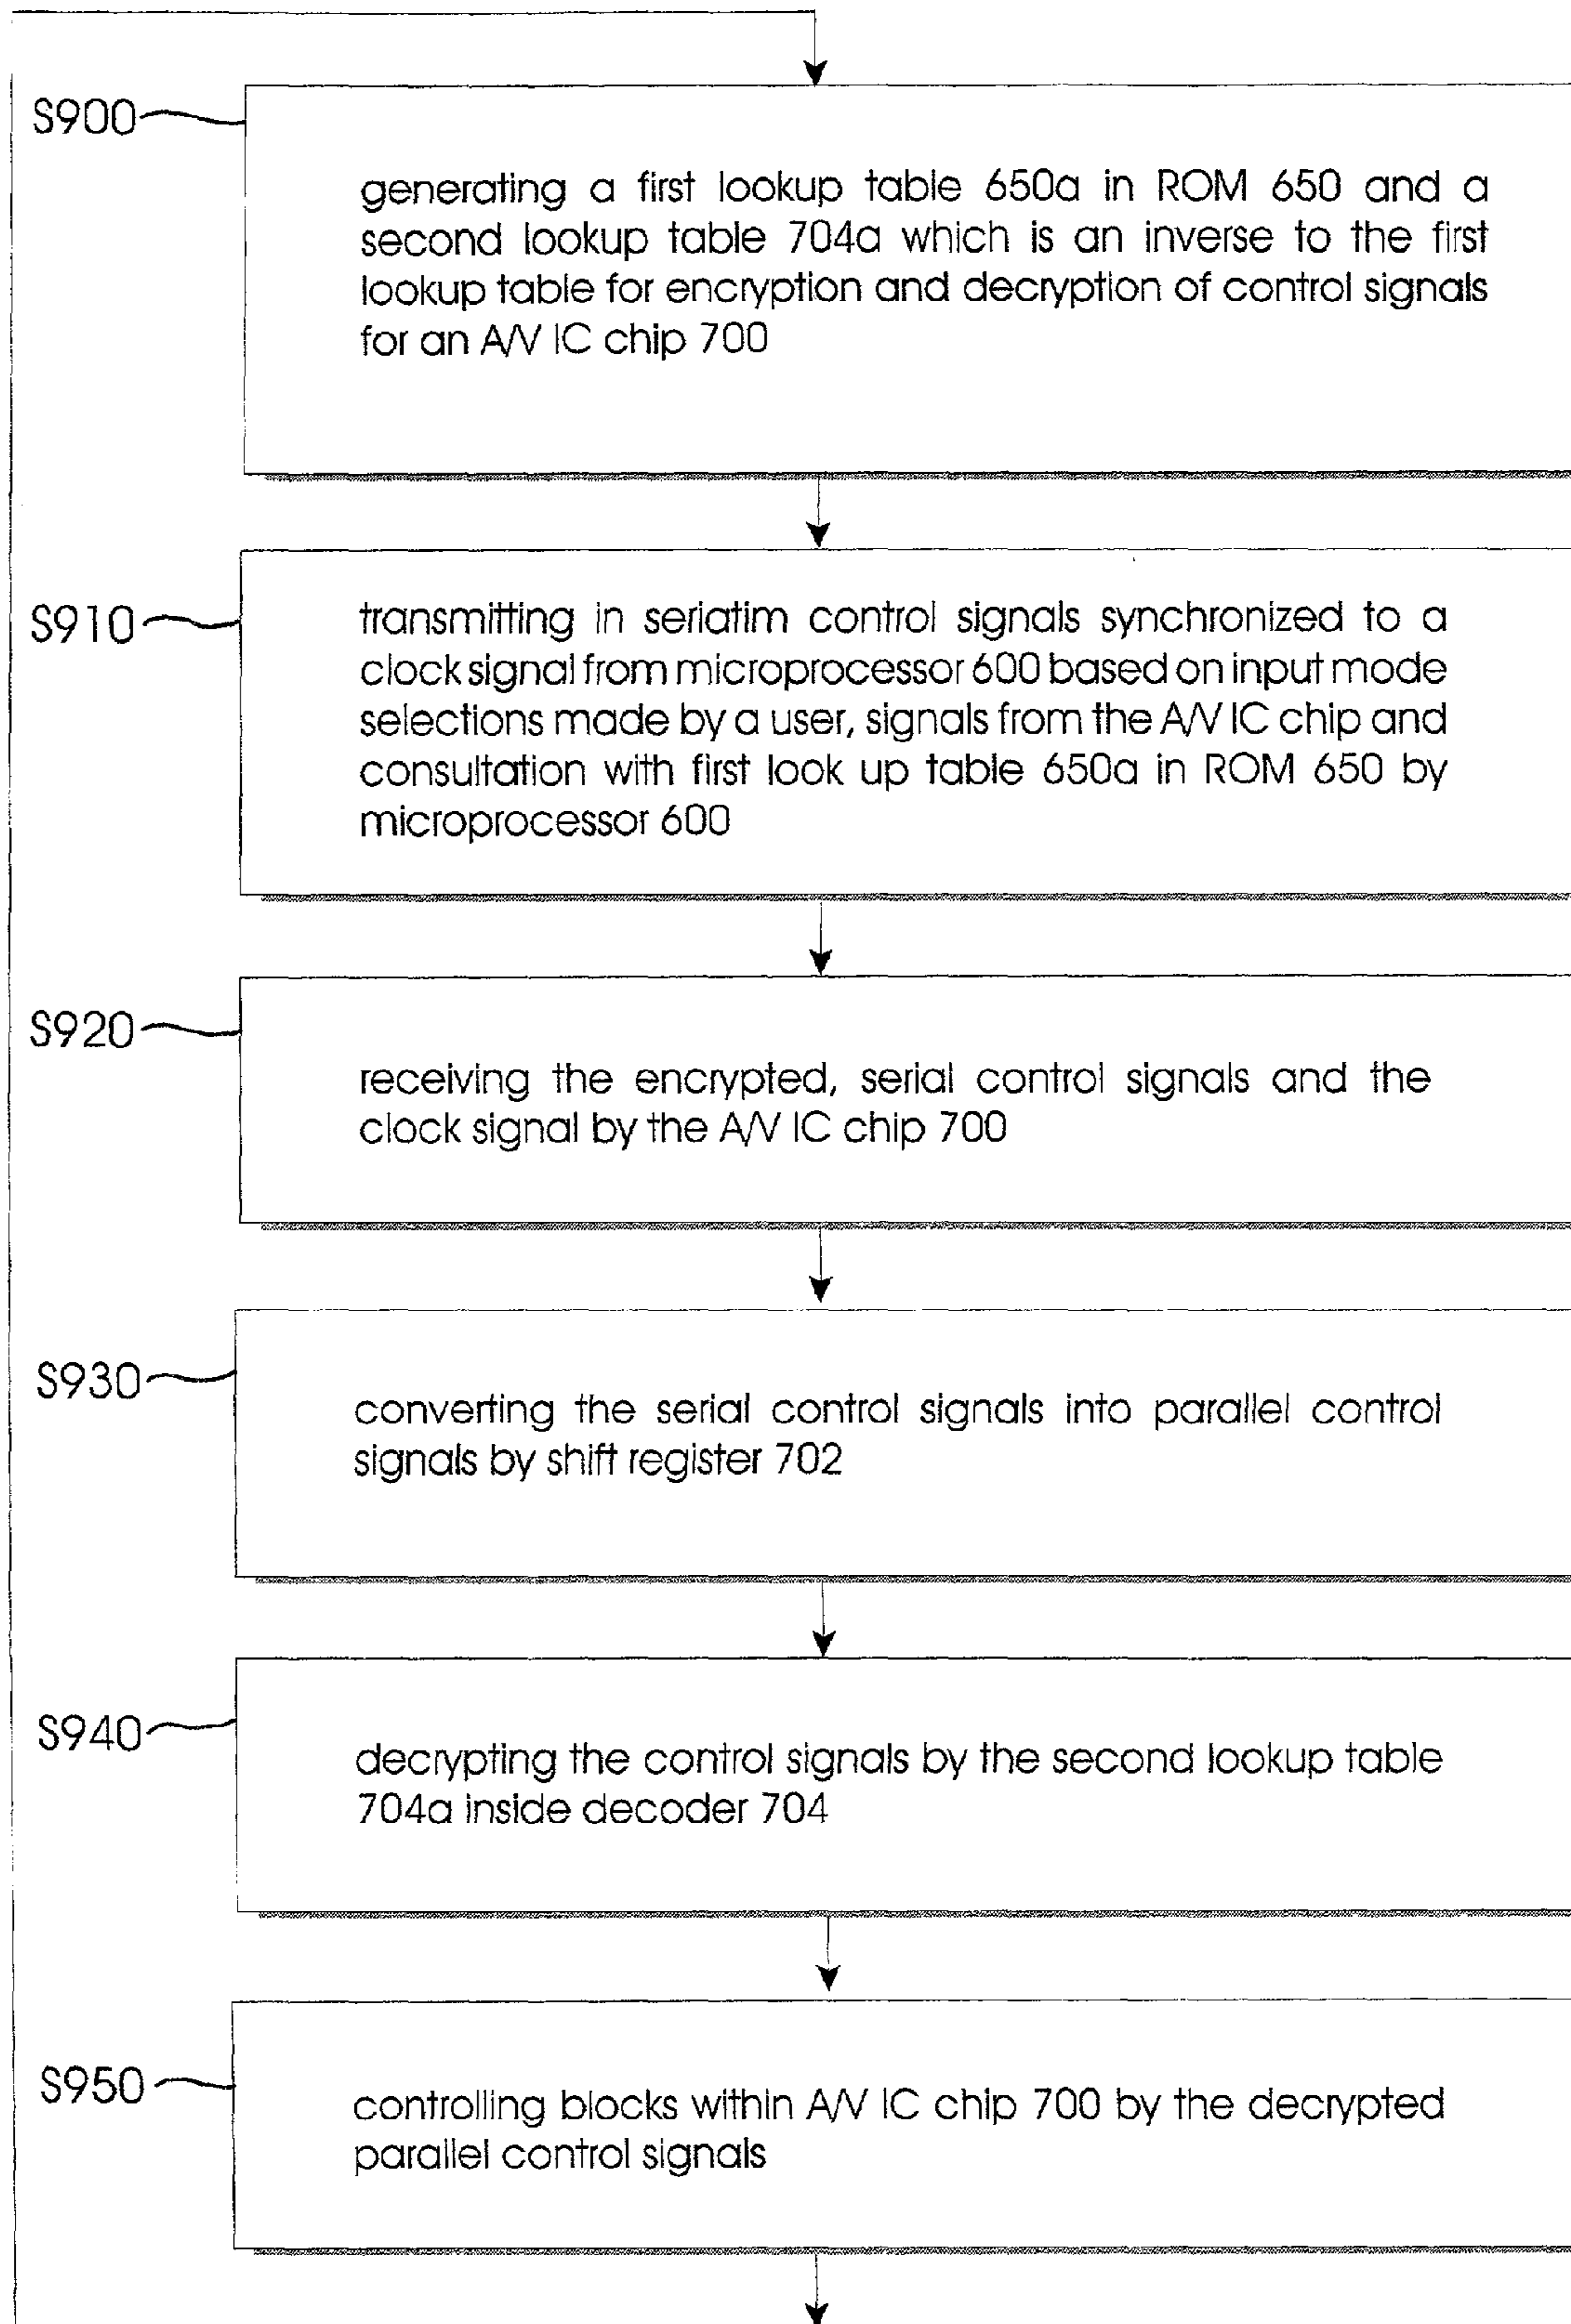 S900
generating a first lookup table 650a in ROM 650 and a
second lookup table 704a which is an inverse to the first
lookup table for encryption and decryption of control signals
for an A/V IC chip 700
S910
transmitting in seriatim control signals synchronized to a
clock signal from microprocessor 600 based on input mode
selections made by a user, signals from the A/V IC chip and
consultation with first look up table 650a in ROM 650 by
microprocessor 600
S920
receiving the encrypted, serial control signals and the
clock signal by the A/V IC chip 700
S930
converting the serial control signals into parallel control
signals by shift register 702
S940
decrypting the control signals by the second lookup table
704a inside decoder 704
S950
controlling blocks within A/V IC chip 700 by the decrypted
parallel control signals